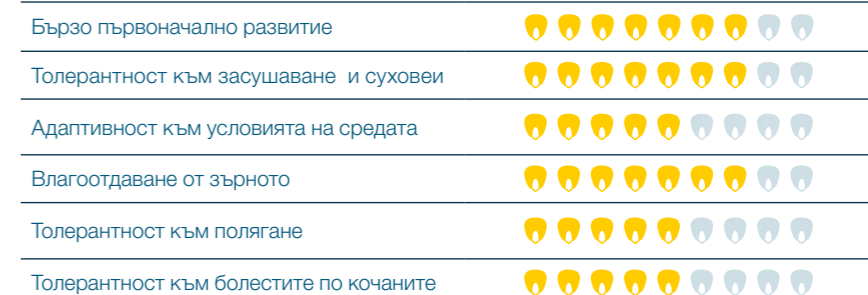 Бързо първоначално развитие
Толерантност към засушаване и суховеи
Адаптивност към условията на средата
Влагоотдаване от зърното
Толерантност към полягане
Толерантност към болестите по кочаните